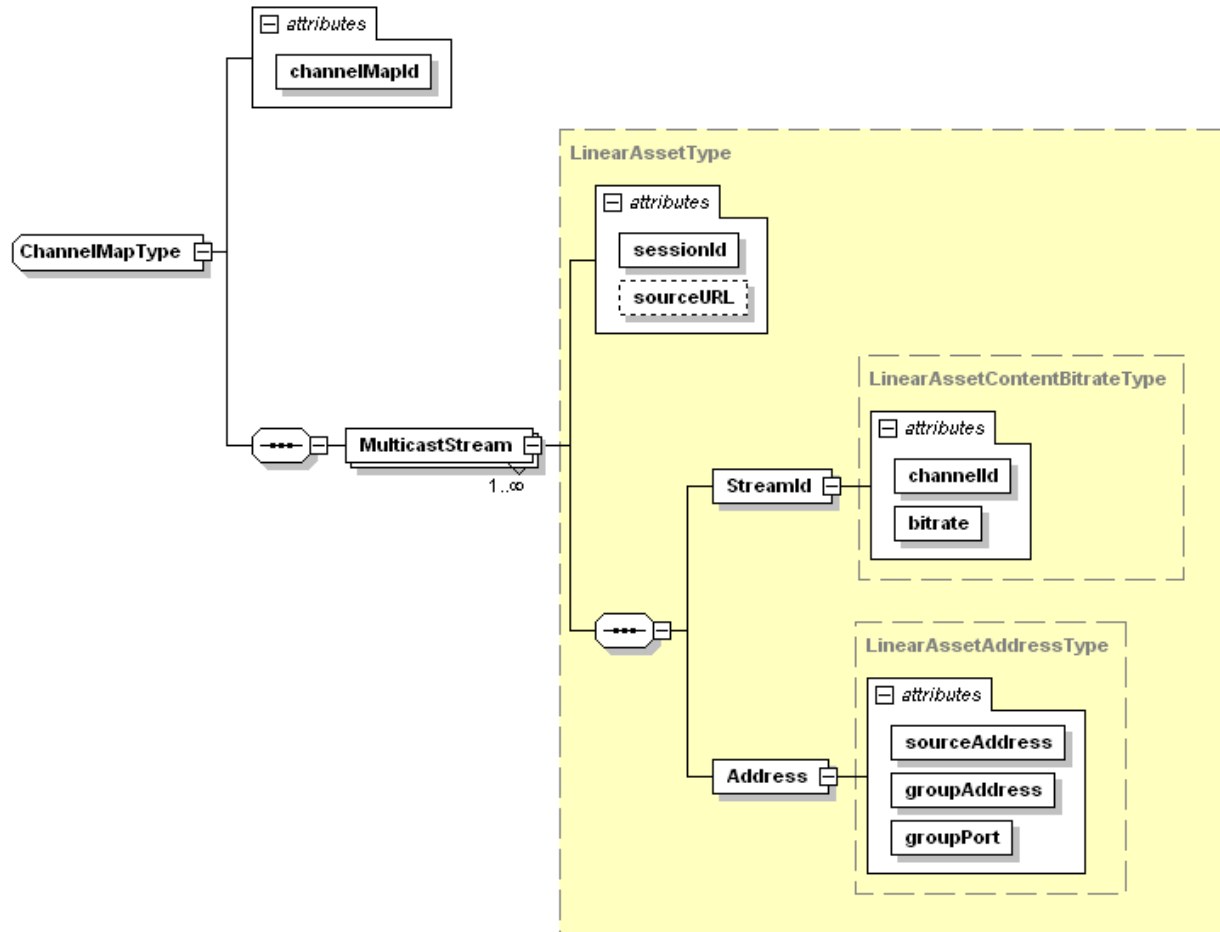 attributes
channelMapId
LinearAssetType
attributes
sessionId
sourceURL
ChannelMapType
LinearAssetContentBitrateType
attributes
channelId
bitrate
MulticastStream
1..∞
StreamId
LinearAssetAddressType
attributes
sourceAddress
groupAddress
groupPort
Address